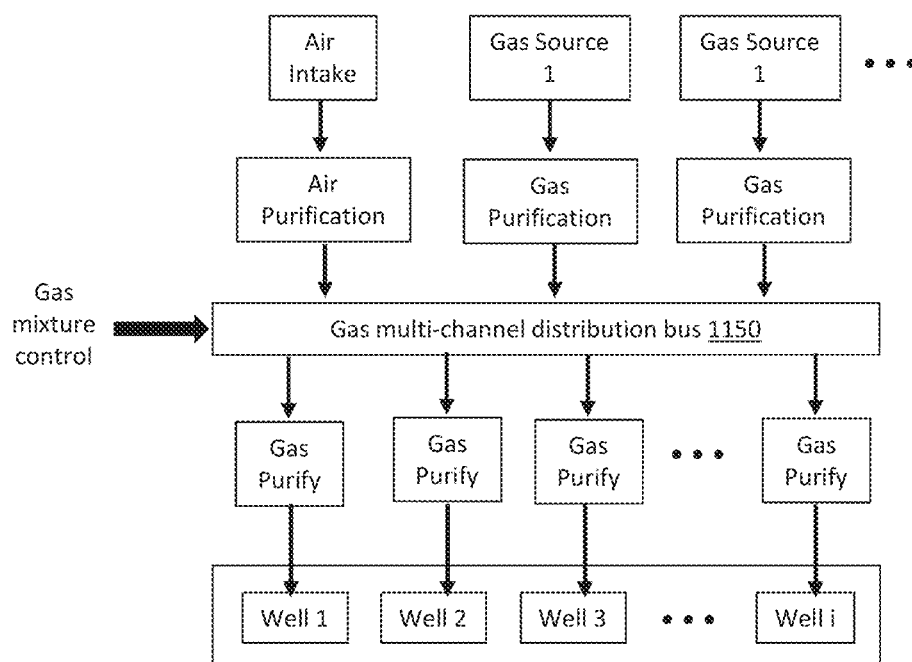 Air
Intake
Gas Source
1
Gas Source
1
Air
Purification
Gas
Purification
Gas
Purification
Gas
mixture
control
Gas multi-channel distribution bus 1150
Gas
Purify
Gas
Purify
Gas
Purify
Gas
Purify
Well 1
Well 2
Well 3
Well i